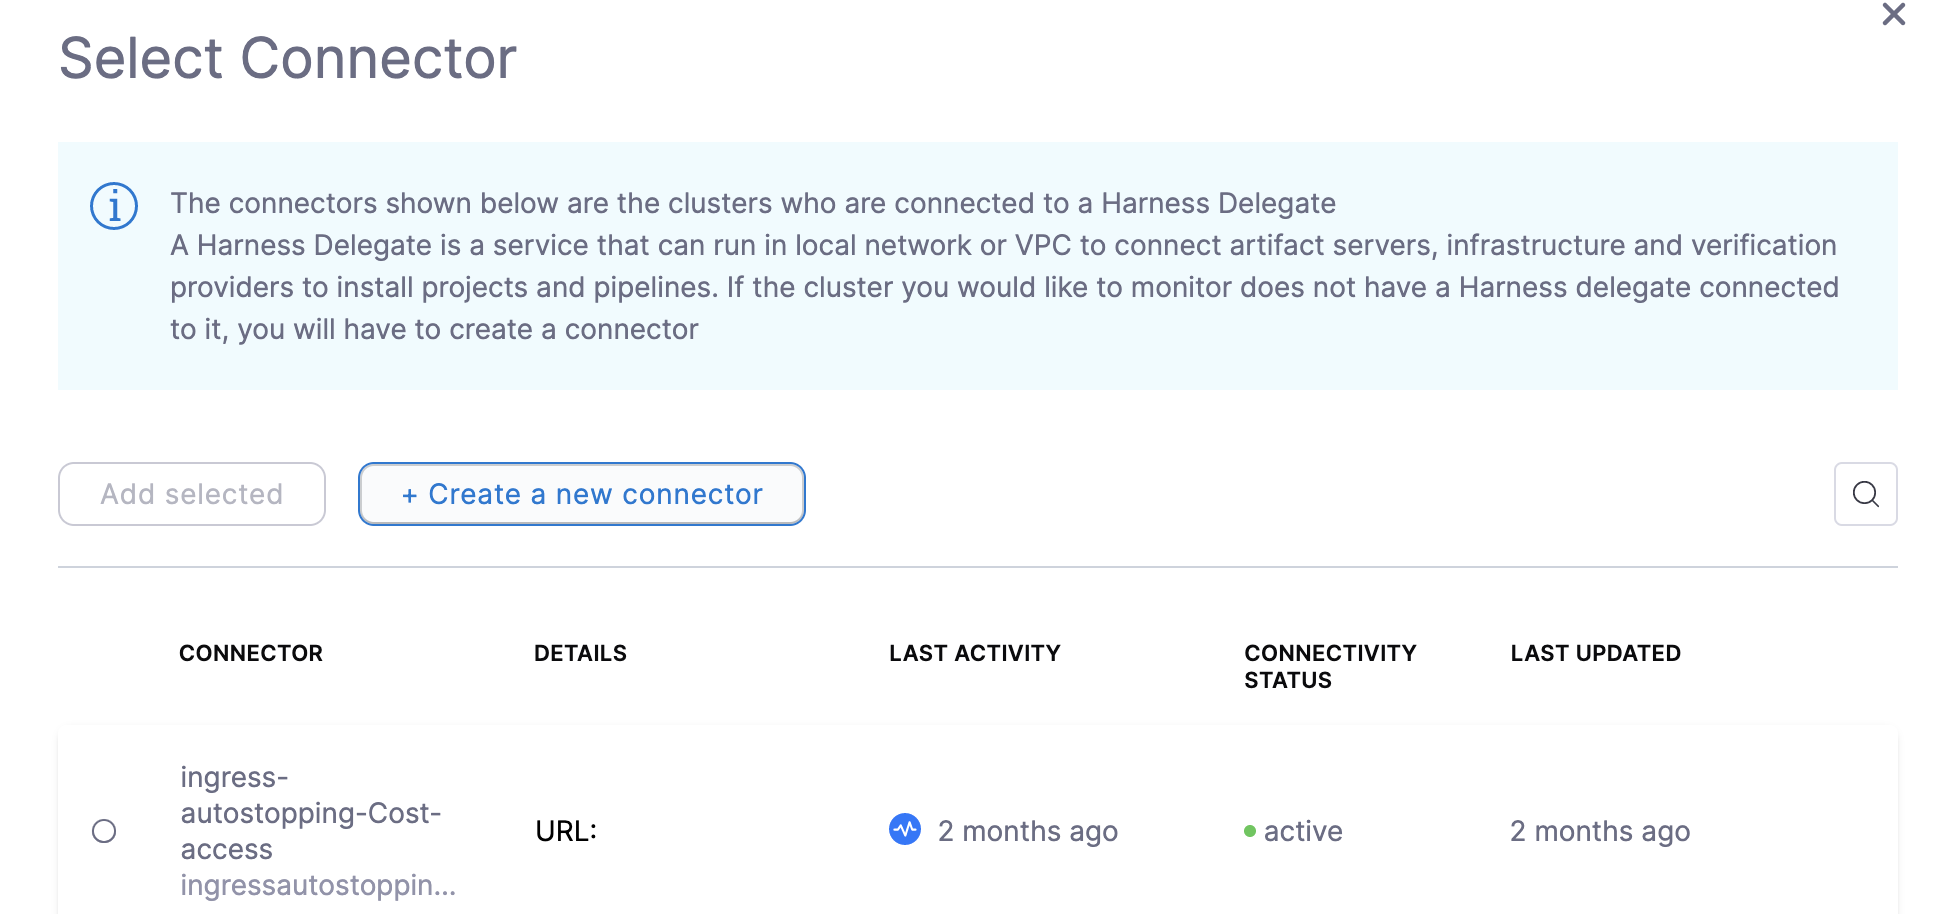 Select Connector
The connectors shown below are the clusters who are connected to a Harness Delegate
A Harness Delegate is a service that can run in local network or VPC to connect artifact servers, infrastructure and verification
providers to install projects and pipelines. If the cluster you would like to monitor does not have a Harness delegate connected
to it, you will have to create a connector
Add selected
+ Create a new connector
CONNECTOR
DETAILS
LAST ACTIVITY
CONNECTIVITY
STATUS
LAST UPDATED
ingress-
autostopping-Cost-
access
ingressautostoppin...
URL:
2 months ago
active
2 months ago